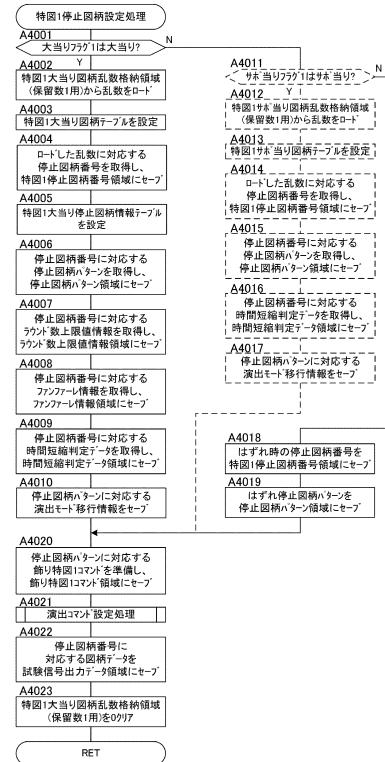 特図1停止図柄設定処理
A4001
大当りフラグ1は大当り?
N
Y
A4002
特図1大当り図柄乱数格納領域
(保留数1用)から乱数をロード
A4003
特図1大当り図柄テーブルを設定
A4004
ロードした乱数に対応する
停止図柄番号を取得し、
特図1停止図柄番号領域にセーブ
A4005
特図1大当り停止図柄情報テーブル
を設定
A4006
停止図柄番号に対応する
停止図柄パターンを取得し、
停止図柄パターン領域にセーブ
A4007
停止図柄番号に対応する
ラウンド数上限値情報を取得し、
ラウンド数上限値情報領域にセーブ
A4008
停止図柄番号に対応する
ファンファーレ情報を取得し、
ファンファーレ情報領域にセーブ
A4009
停止図柄番号に対応する
時間短縮判定データを取得し、
時間短縮判定データ領域にセーブ
A4010
停止図柄パターンに対応する
演出モード移行情報をセーブ
A4011
サポ当りフラグ1はサポ当り?
N
Y
A4012
特図1サポ当り図柄乱数格納領域
(保留数1用)から乱数をロード
A4013
特図1サポ当り図柄テーブルを設定
A4014
ロードした乱数に対応する
停止図柄番号を取得し、
特図1停止図柄番号領域にセーブ
A4015
停止図柄番号に対応する
停止図柄パターンを取得し、
停止図柄パターン領域にセーブ
A4016
停止図柄番号に対応する
時間短縮判定データを取得し、
時間短縮判定データ領域にセーブ
A4017
停止図柄パターンに対応する
演出モード移行情報をセーブ
A4018
はずれ時の停止図柄番号を
特図1停止図柄番号領域にセーブ
A4019
はずれ停止図柄パターンを
停止図柄パターン領域にセーブ
A4020
停止図柄パターンに対応する
飾り特図1コマンドを準備し、
飾り特図1コマンド領域にセーブ
A4021
演出コマンド設定処理
A4022
停止図柄番号に
対応する図柄データを
試験信号出力データ領域にセーブ
A4023
特図1大当り図柄乱数格納領域
(保留数1用)を0クリア
RET